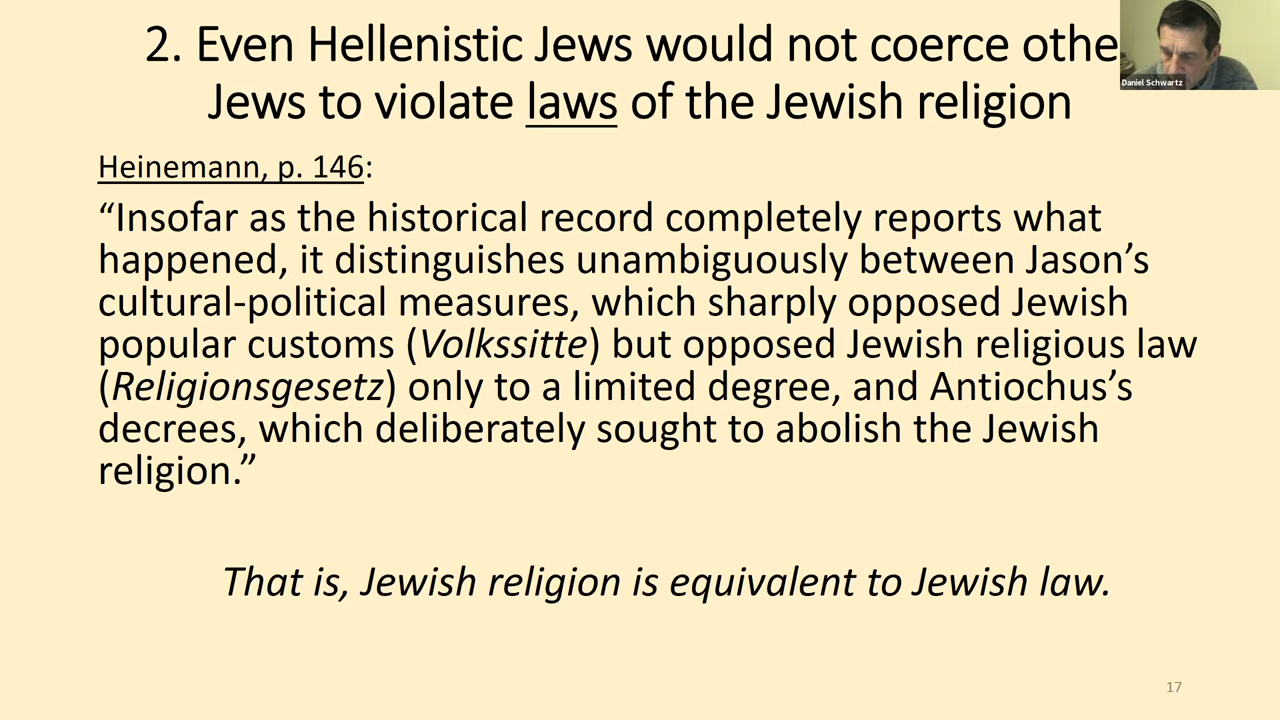 2. Even Hellenistic Jews would not coerce othe
Jews to violate laws of the Jewish religion
Daniel Schwartz
Heinemann, p. 146:
“Insofar as the historical record completely reports what
happened, it distinguishes unambiguously between Jason’s
cultural-political measures, which sharply opposed Jewish
popular customs (Volkssitte) but opposed Jewish religious law
(Religionsgesetz) only to a limited degree, and Antiochus’s
decrees, which deliberately sought to abolish the Jewish
religion.”
That is, Jewish religion is equivalent to Jewish law.
17